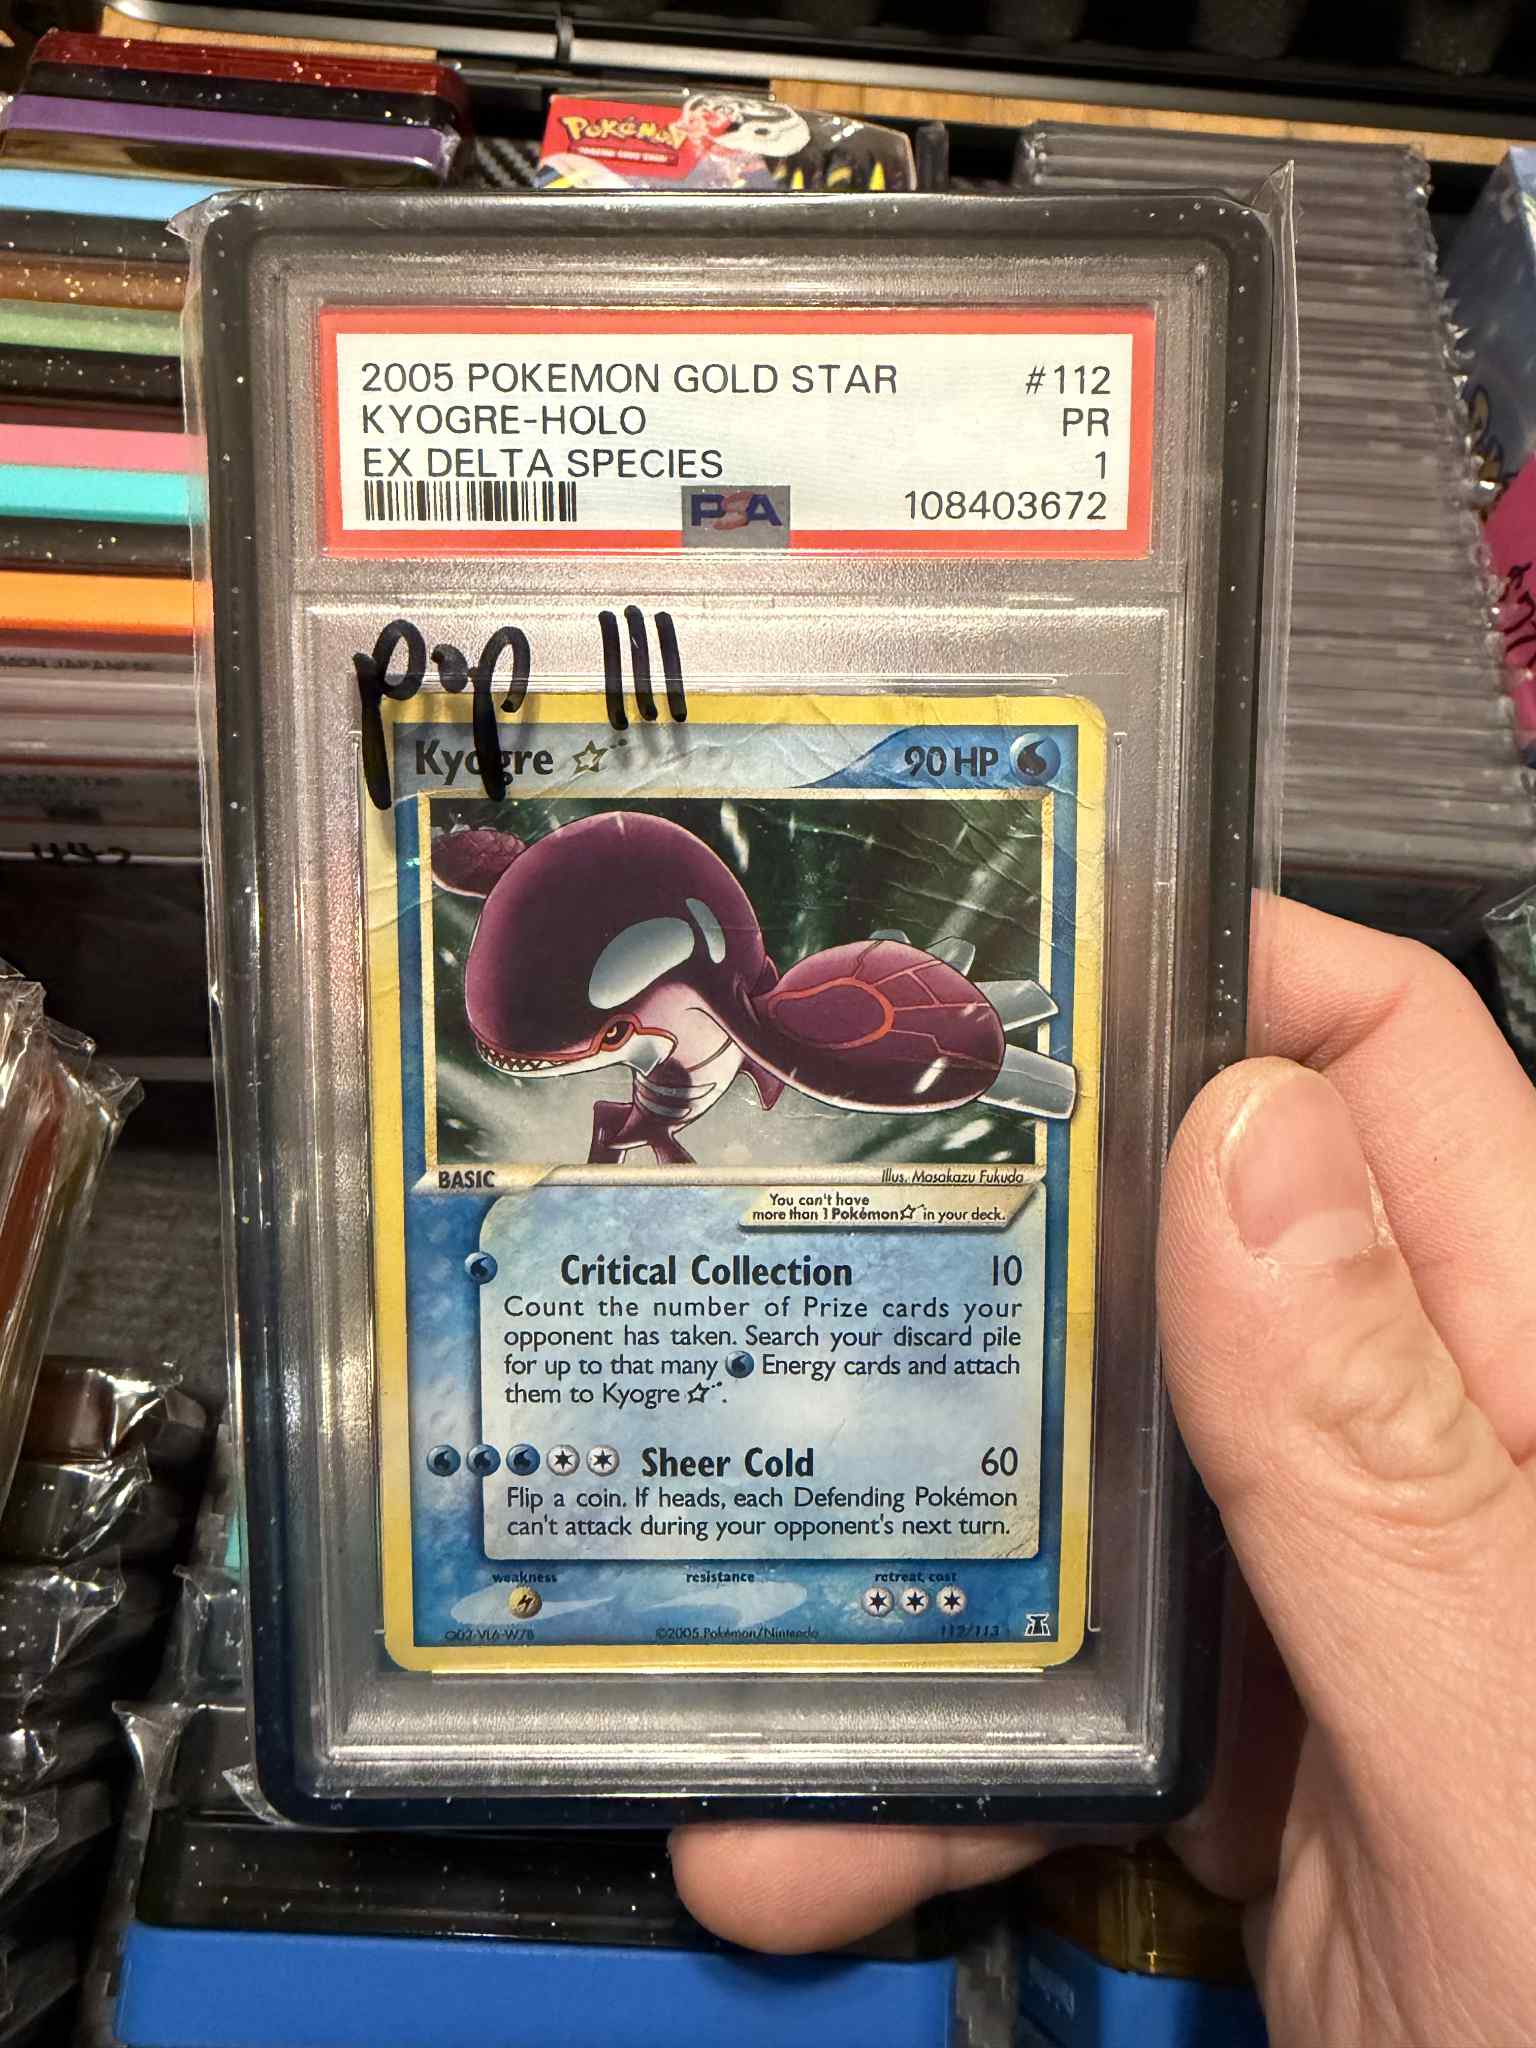 Pokémon
2005 POKEMON GOLD STAR #112
KYOGRE-HOLO PR
EX DELTA SPECIES 1
PSA 108403672
pop 111
Kyogre ☆ 90 HP
BASIC
Illus. Masakazu Fukuda
You can't have
more than 1 Pokémon☆ in your deck.
Critical Collection 10
Count the number of Prize cards your
opponent has taken. Search your discard pile
for up to that many Energy cards and attach
them to Kyogre ☆.
Sheer Cold 60
Flip a coin. If heads, each Defending Pokémon
can't attack during your opponent's next turn.
weakness resistance retreat cost
©2005 Pokémon/Nintendo 112/113